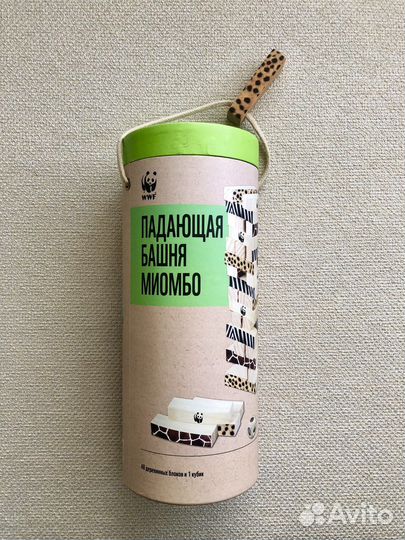 WWF
ПАДАЮЩАЯ
БАШНЯ
МИОМБО
48 деревянных блоков и 1 кубик
Avito